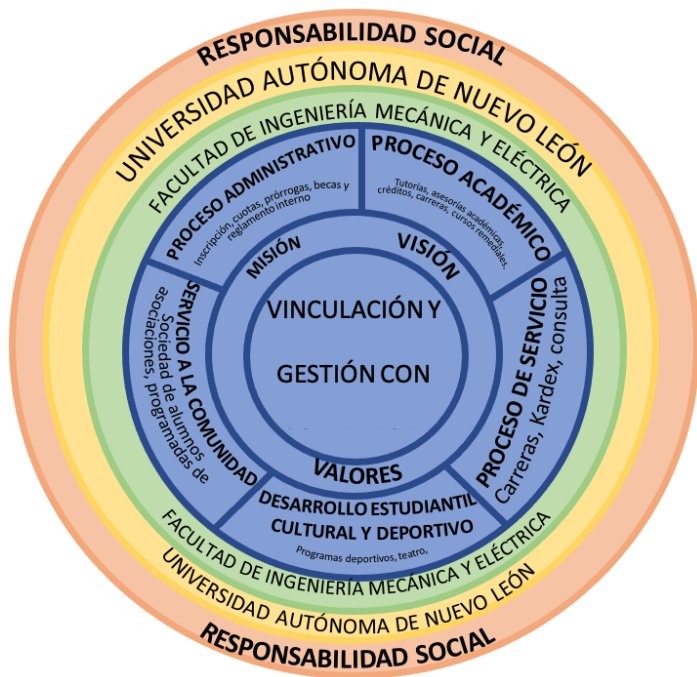 RESPONSABILIDAD SOCIAL
UNIVERSIDAD AUTÓNOMA DE NUEVO LEÓN
FACULTAD DE INGENIERÍA MECÁNICA Y ELÉCTRICA
PROCESO ADMINISTRATIVO
Inscripción, cuotas, prórrogas, becas y
reglamento interno
PROCESO ACADÉMICO
Tutorías, asesorías académicas,
créditos, carreras, cursos remediales.
MISIÓN
VISIÓN
VINCULACIÓN Y
GESTIÓN CON
VALORES
SERVICIO A LA COMUNIDAD
Sociedad de alumnos
asociaciones, programadas de
PROCESO DE SERVICIO
Carreras, Kardex, consulta
DESARROLLO ESTUDIANTIL
CULTURAL Y DEPORTIVO
Programas deportivos, teatro,
FACULTAD DE INGENIERÍA MECÁNICA Y ELÉCTRICA
UNIVERSIDAD AUTÓNOMA DE NUEVO LEÓN
RESPONSABILIDAD SOCIAL